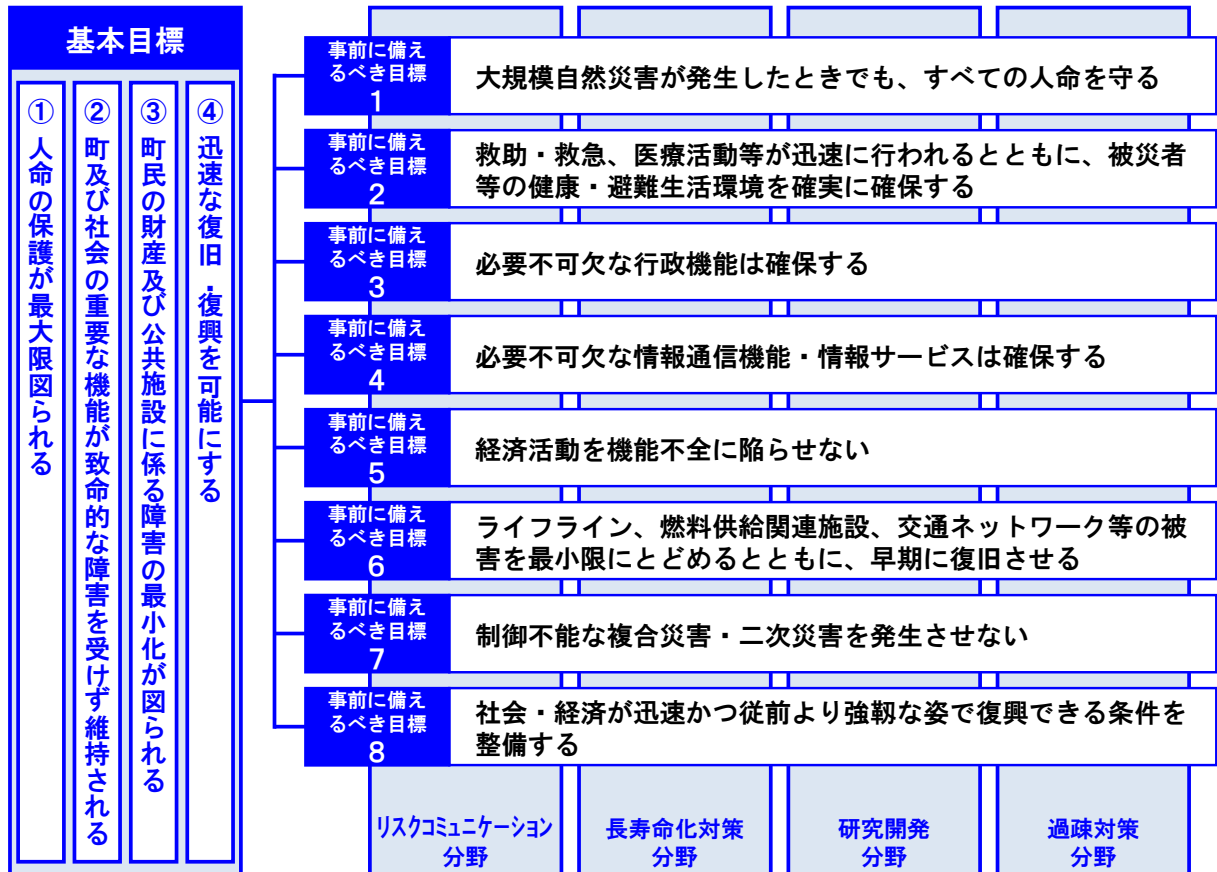 基本目標
① 人命の保護が最大限図られる
② 町及び社会の重要な機能が致命的な障害を受けず維持される
③ 町民の財産及び公共施設に係る障害の最小化が図られる
④ 迅速な復旧・復興を可能にする
事前に備え
るべき目標
1
大規模自然災害が発生したときでも、すべての人命を守る
事前に備え
るべき目標
2
救助・救急、医療活動等が迅速に行われるとともに、被災者
等の健康・避難生活環境を確実に確保する
事前に備え
るべき目標
3
必要不可欠な行政機能は確保する
事前に備え
るべき目標
4
必要不可欠な情報通信機能・情報サービスは確保する
事前に備え
るべき目標
5
経済活動を機能不全に陥らせない
事前に備え
るべき目標
6
ライフライン、燃料供給関連施設、交通ネットワーク等の被
害を最小限にとどめるとともに、早期に復旧させる
事前に備え
るべき目標
7
制御不能な複合災害・二次災害を発生させない
事前に備え
るべき目標
8
社会・経済が迅速かつ従前より強靱な姿で復興できる条件を
整備する
リスクコミュニケーション
分野
長寿命化対策
分野
研究開発
分野
過疎対策
分野